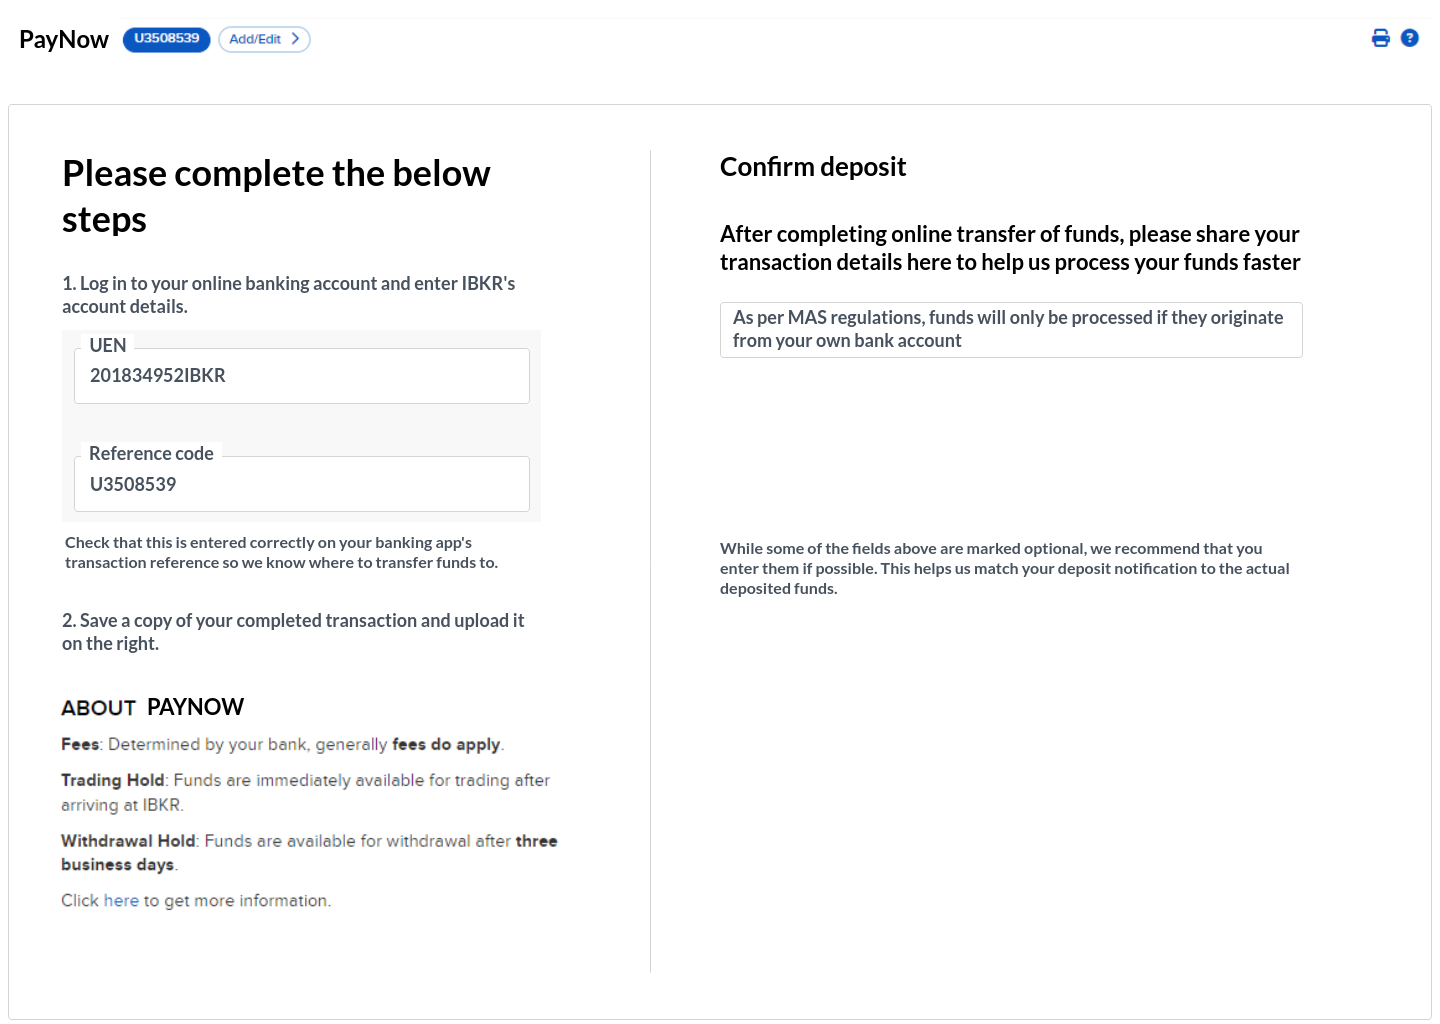 PayNow U3508539 Add/Edit
Please complete the below
steps
1. Log in to your online banking account and enter IBKR's
account details.
UEN
201834952IBKR
Reference code
U3508539
Check that this is entered correctly on your banking app's
transaction reference so we know where to transfer funds to.
2. Save a copy of your completed transaction and upload it
on the right.
ABOUT PAYNOW
Fees: Determined by your bank, generally fees do apply.
Trading Hold: Funds are immediately available for trading after
arriving at IBKR.
Withdrawal Hold: Funds are available for withdrawal after three
business days.
Click here to get more information.
Confirm deposit
After completing online transfer of funds, please share your
transaction details here to help us process your funds faster
As per MAS regulations, funds will only be processed if they originate
from your own bank account
While some of the fields above are marked optional, we recommend that you
enter them if possible. This helps us match your deposit notification to the actual
deposited funds.